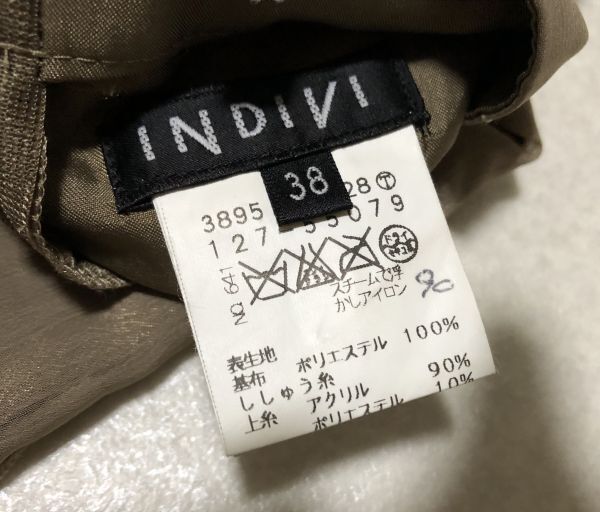 INDIVI
38
3895 28 Ⓣ
127 55079
スチームで浮
かしアイロン
90
表生地
基布 ポリエステル 100%
ししゅう糸
上糸 アクリル 90%
ポリエステル 10%